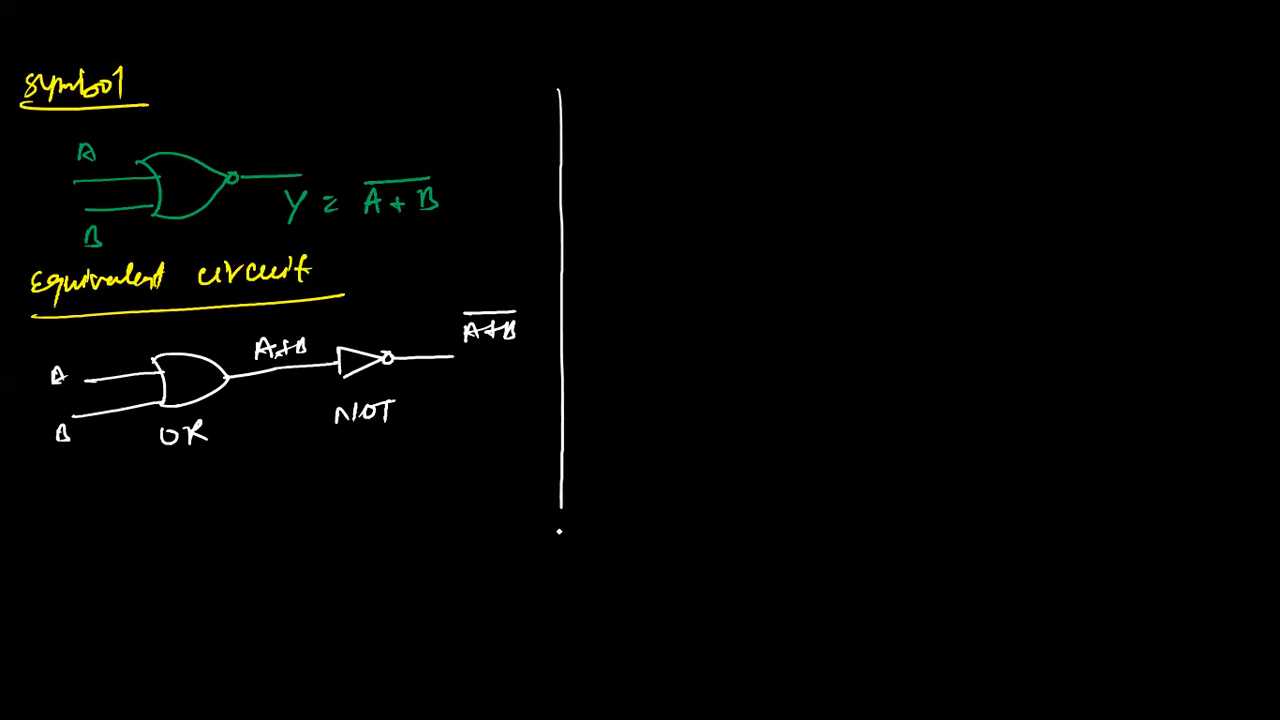 symbol
A
Y = A̅ ̅+̅ ̅B̅
B
Equivalent circuit
A+B
A̅+̅B̅
A
NOT
B
OR